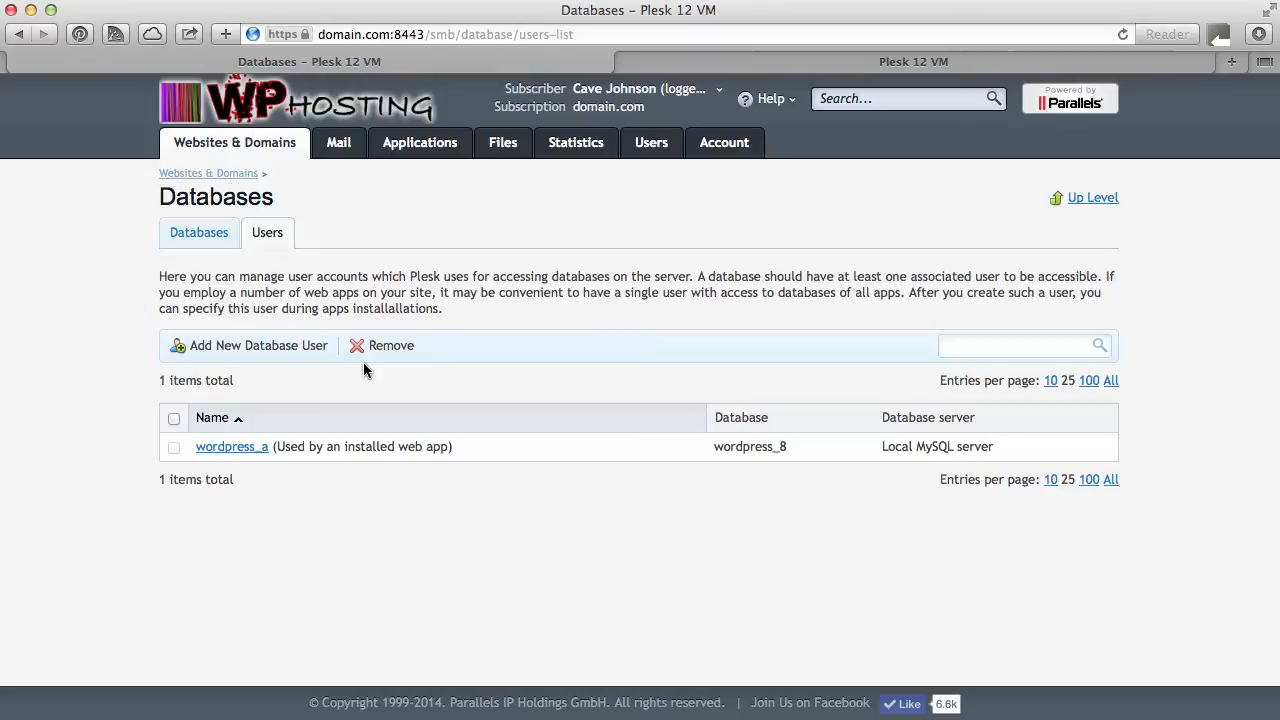 Databases – Plesk 12 VM
https domain.com:8443/smb/database/users-list Reader
Databases – Plesk 12 VM Plesk 12 VM
WPHOSTING
Subscriber Cave Johnson (logge...
Subscription domain.com
Help
Search...
Powered by
Parallels
Websites & Domains Mail Applications Files Statistics Users Account
Websites & Domains >
Databases
Up Level
Databases Users
Here you can manage user accounts which Plesk uses for accessing databases on the server. A database should have at least one associated user to be accessible. If
you employ a number of web apps on your site, it may be convenient to have a single user with access to databases of all apps. After you create such a user, you
can specify this user during apps installallations.
Add New Database User Remove
1 items total Entries per page: 10 25 100 All
Name Database Database server
wordpress_a (Used by an installed web app) wordpress_8 Local MySQL server
1 items total Entries per page: 10 25 100 All
© Copyright 1999-2014. Parallels IP Holdings GmbH. All rights reserved. | Join Us on Facebook Like 6.6k